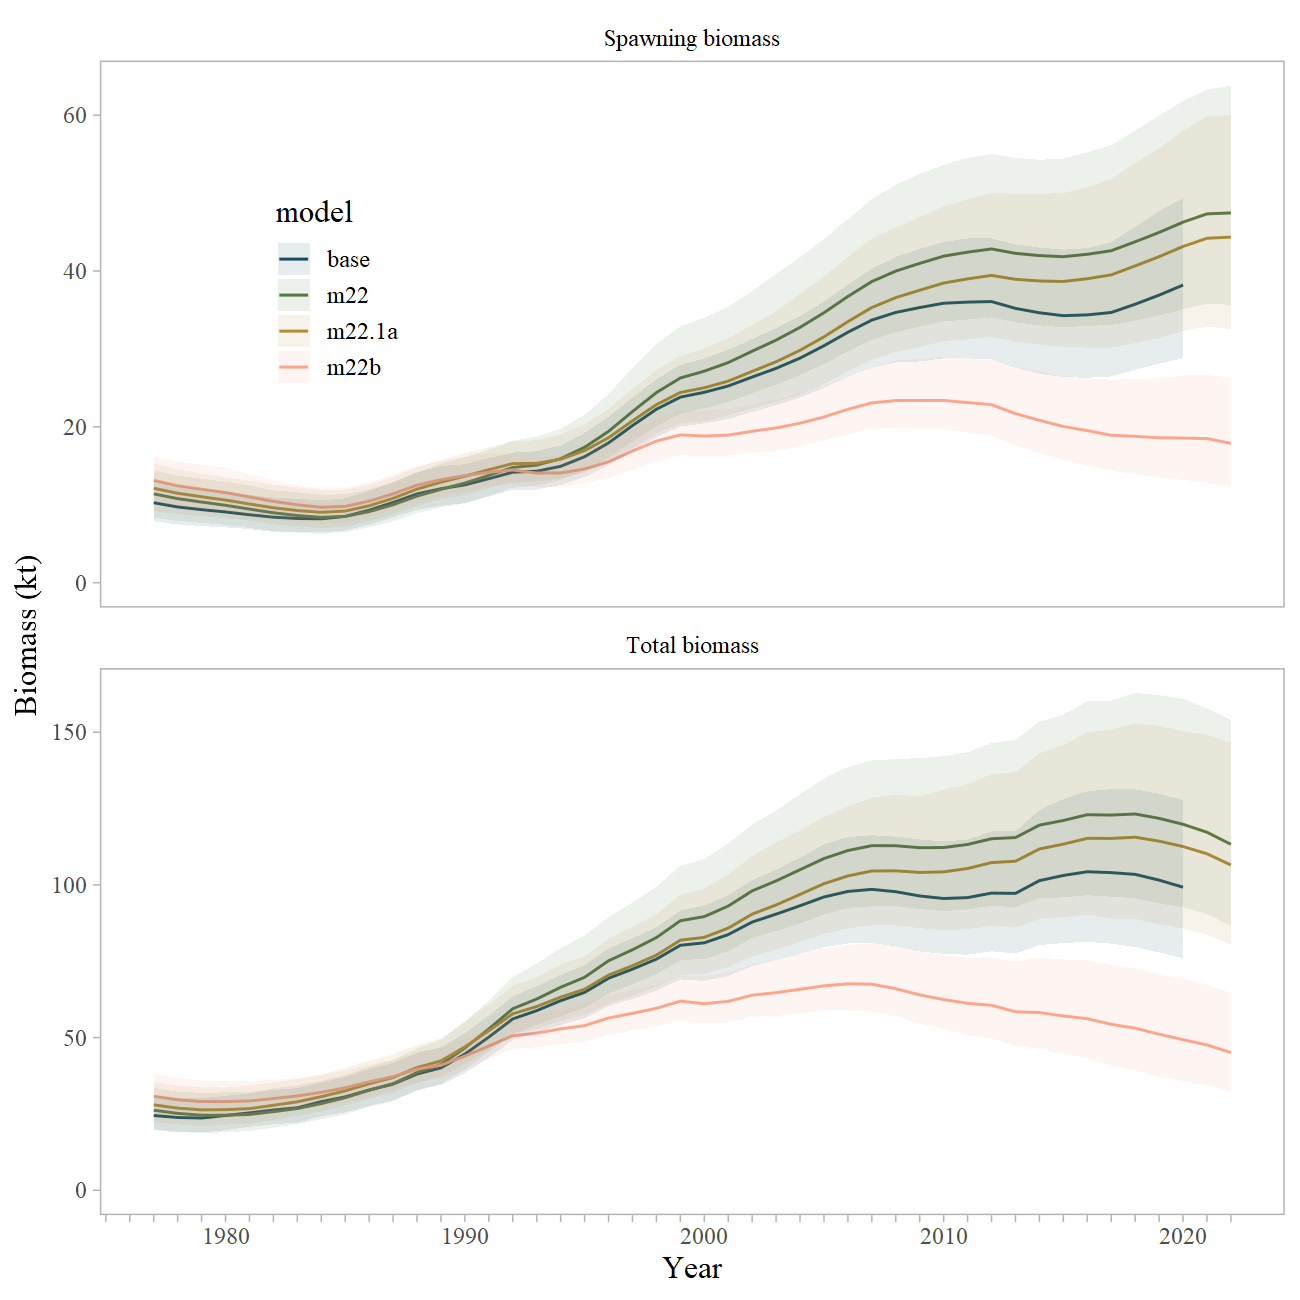 Spawning biomass
60
40
20
0
model
base
m22
m22.1a
m22b
Biomass (kt)
Total biomass
150
100
50
0
1980 1990 2000 2010 2020
Year